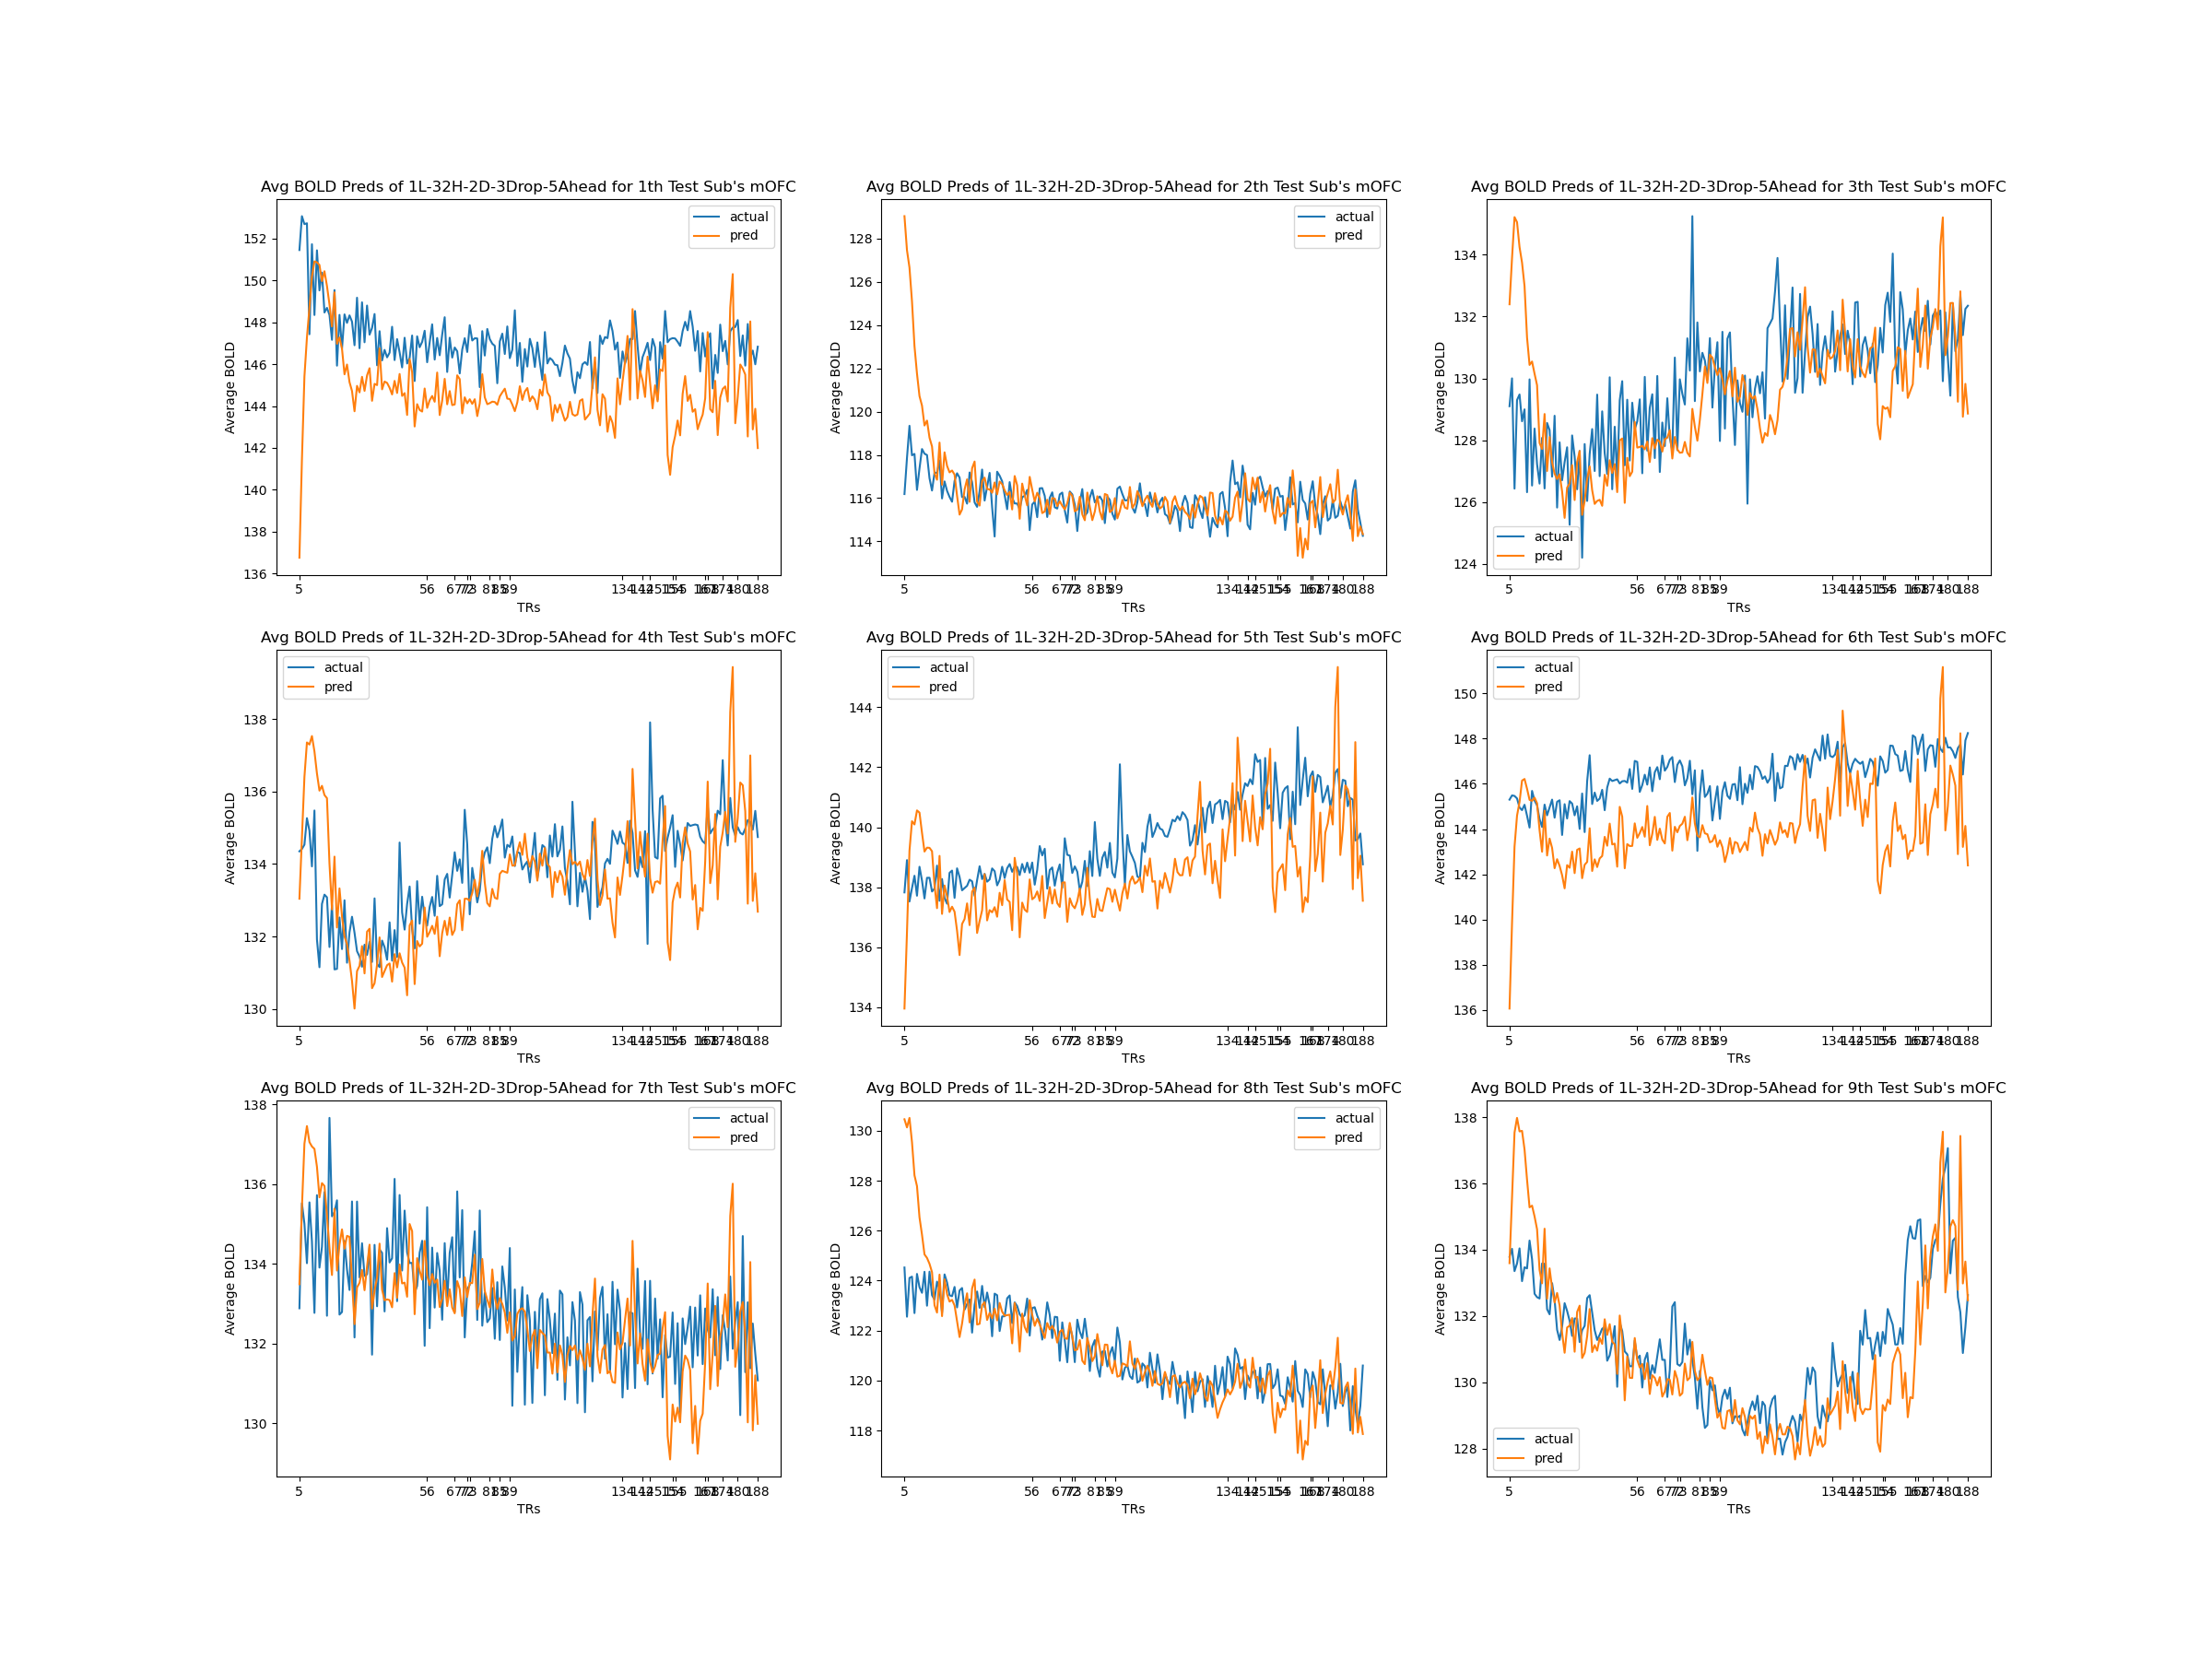 Avg BOLD Preds of 1L-32H-2D-3Drop-5Ahead for 1th Test Sub's mOFC
actual
pred
Average BOLD
152
150
148
146
144
142
140
138
136
5 56 89 134 188
TRs
Avg BOLD Preds of 1L-32H-2D-3Drop-5Ahead for 2th Test Sub's mOFC
actual
pred
Average BOLD
128
126
124
122
120
118
116
114
5 56 89 134 188
TRs
Avg BOLD Preds of 1L-32H-2D-3Drop-5Ahead for 3th Test Sub's mOFC
actual
pred
Average BOLD
134
132
130
128
126
124
5 56 89 134 188
TRs
Avg BOLD Preds of 1L-32H-2D-3Drop-5Ahead for 4th Test Sub's mOFC
actual
pred
Average BOLD
138
136
134
132
130
5 56 89 134 188
TRs
Avg BOLD Preds of 1L-32H-2D-3Drop-5Ahead for 5th Test Sub's mOFC
actual
pred
Average BOLD
144
142
140
138
136
134
5 56 89 134 188
TRs
Avg BOLD Preds of 1L-32H-2D-3Drop-5Ahead for 6th Test Sub's mOFC
actual
pred
Average BOLD
150
148
146
144
142
140
138
136
5 56 89 134 188
TRs
Avg BOLD Preds of 1L-32H-2D-3Drop-5Ahead for 7th Test Sub's mOFC
actual
pred
Average BOLD
138
136
134
132
130
5 56 89 134 188
TRs
Avg BOLD Preds of 1L-32H-2D-3Drop-5Ahead for 8th Test Sub's mOFC
actual
pred
Average BOLD
130
128
126
124
122
120
118
5 56 89 134 188
TRs
Avg BOLD Preds of 1L-32H-2D-3Drop-5Ahead for 9th Test Sub's mOFC
actual
pred
Average BOLD
138
136
134
132
130
128
5 56 89 134 188
TRs